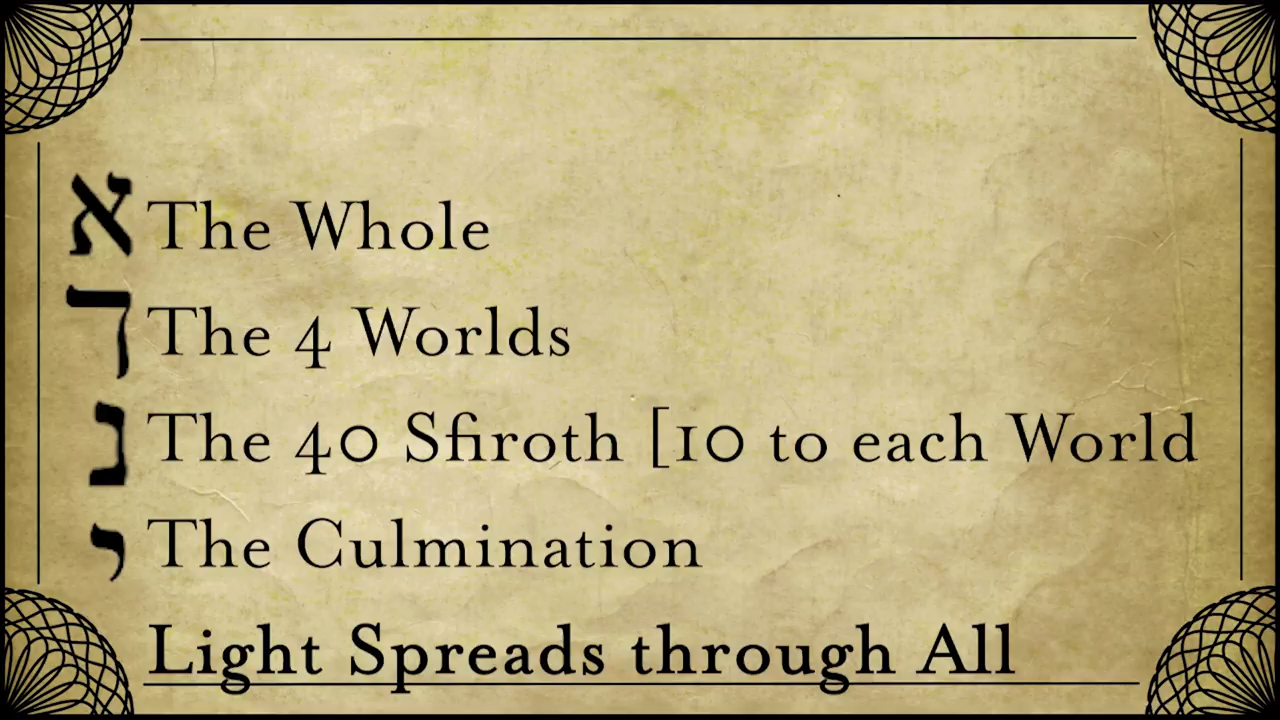 א The Whole
ן The 4 Worlds
נ The 40 Sfiroth [10 to each World
י The Culmination
Light Spreads through All